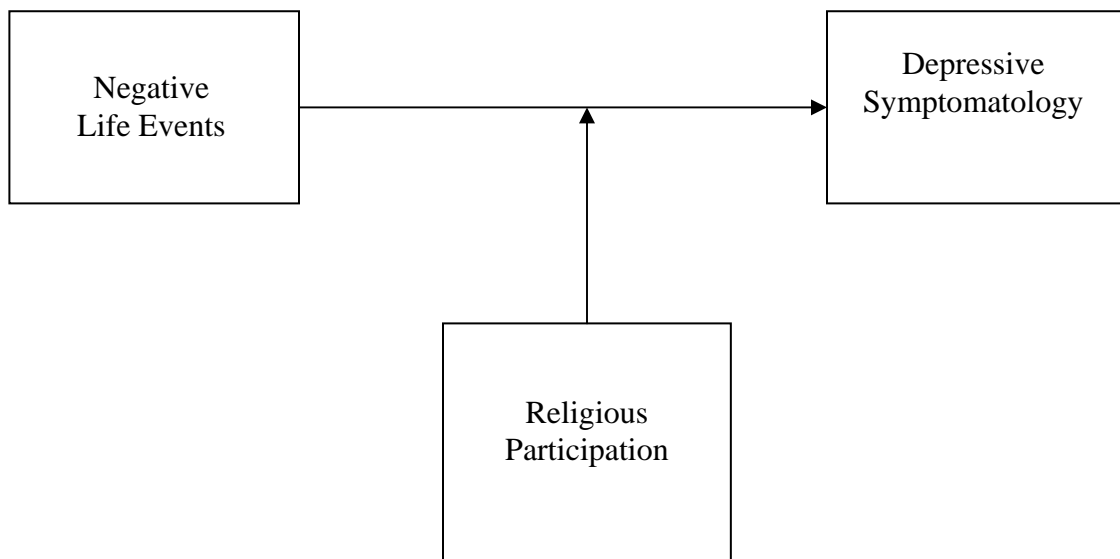 Negative
Life Events
Depressive
Symptomatology
Religious
Participation